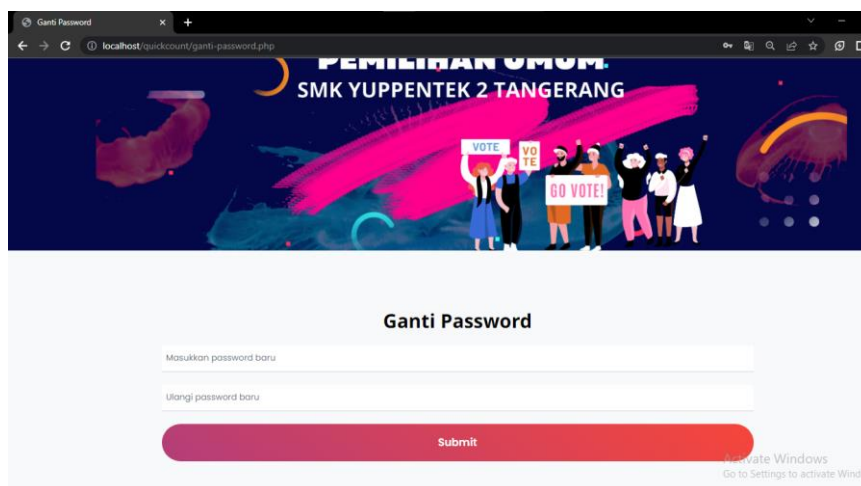 Ganti Password
localhost/quickcount/ganti-password.php
PEMILIHAN UMUM
SMK YUPPENTEK 2 TANGERANG
VOTE
VO
TE
GO VOTE!
Ganti Password
Masukkan password baru
Ulangi password baru
Submit
Activate Windows
Go to Settings to activate Wind